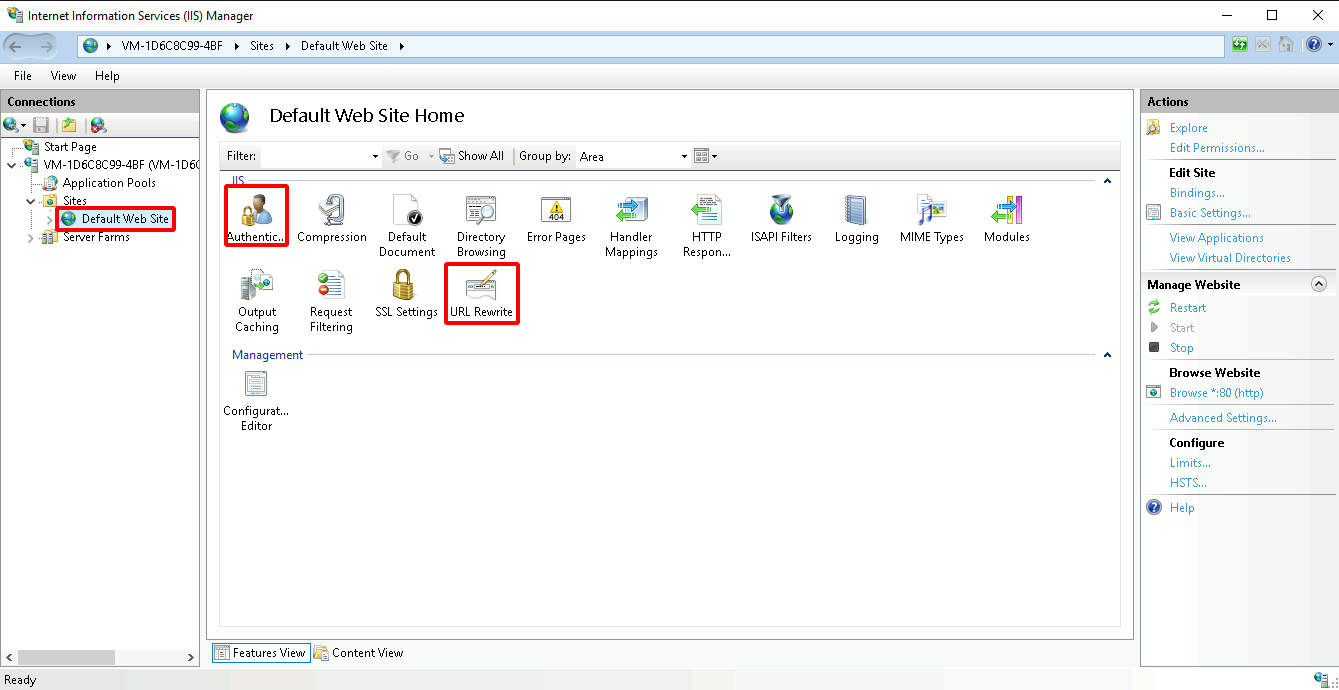 Internet Information Services (IIS) Manager
VM-1D6C8C99-4BF Sites Default Web Site
File View Help
Connections
Start Page
VM-1D6C8C99-4BF (VM-1D6C
Application Pools
Sites
Default Web Site
Server Farms
Default Web Site Home
Filter: Go Show All Group by: Area
IIS
Authentic...
Compression
Default Document
Directory Browsing
Error Pages
404
Handler Mappings
HTTP Respon...
ISAPI Filters
Logging
MIME Types
Modules
Output Caching
Request Filtering
SSL Settings
URL Rewrite
Management
Configurat... Editor
Features View Content View
Actions
Explore
Edit Permissions...
Edit Site
Bindings...
Basic Settings...
View Applications
View Virtual Directories
Manage Website
Restart
Start
Stop
Browse Website
Browse *:80 (http)
Advanced Settings...
Configure
Limits...
HSTS...
Help
Ready